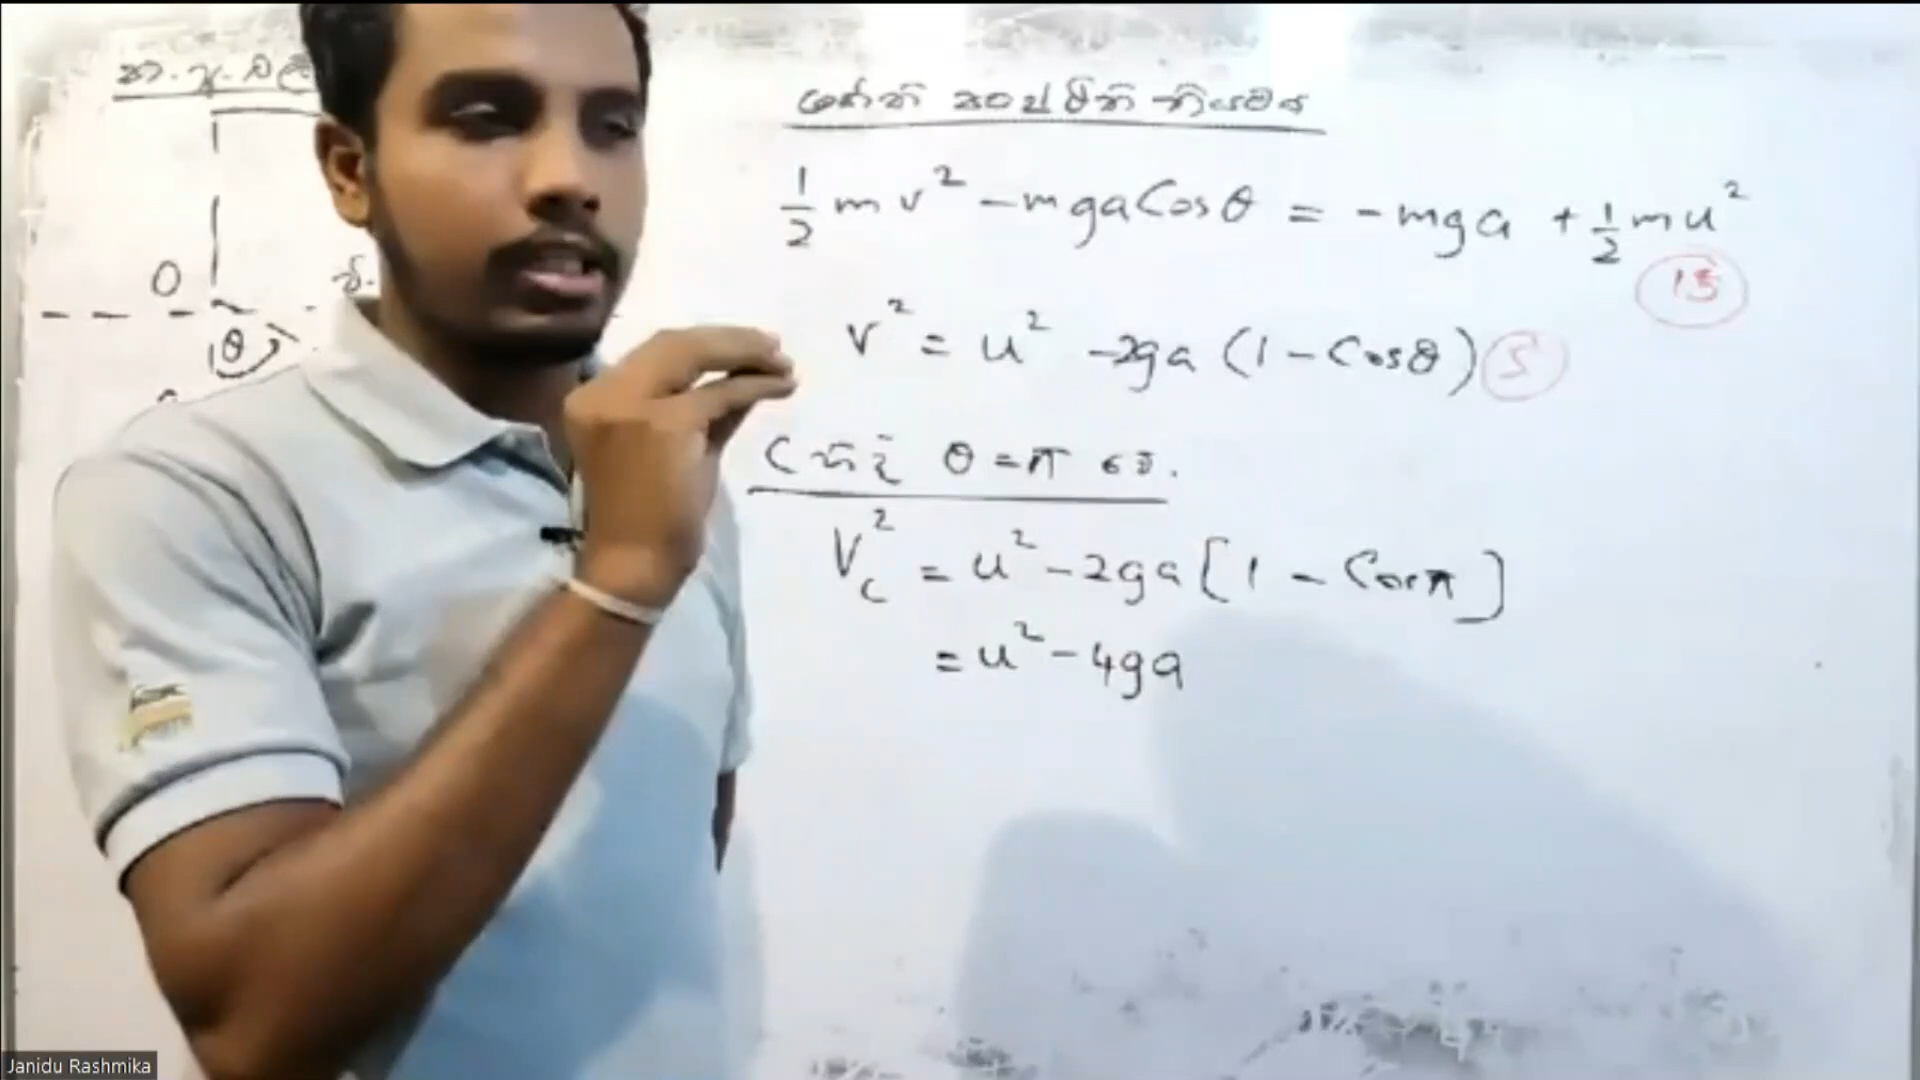 ශක්ති සංස්ථිති නියමය
1/2 mv² - mgaCosθ = -mga + 1/2 mu²
15
v² = u² - 2ga (1 - Cosθ) 5
O
θ
C හිදී θ = π වේ.
V_C² = u² - 2ga [1 - Cosπ]
= u² - 4ga
Janidu Rashmika